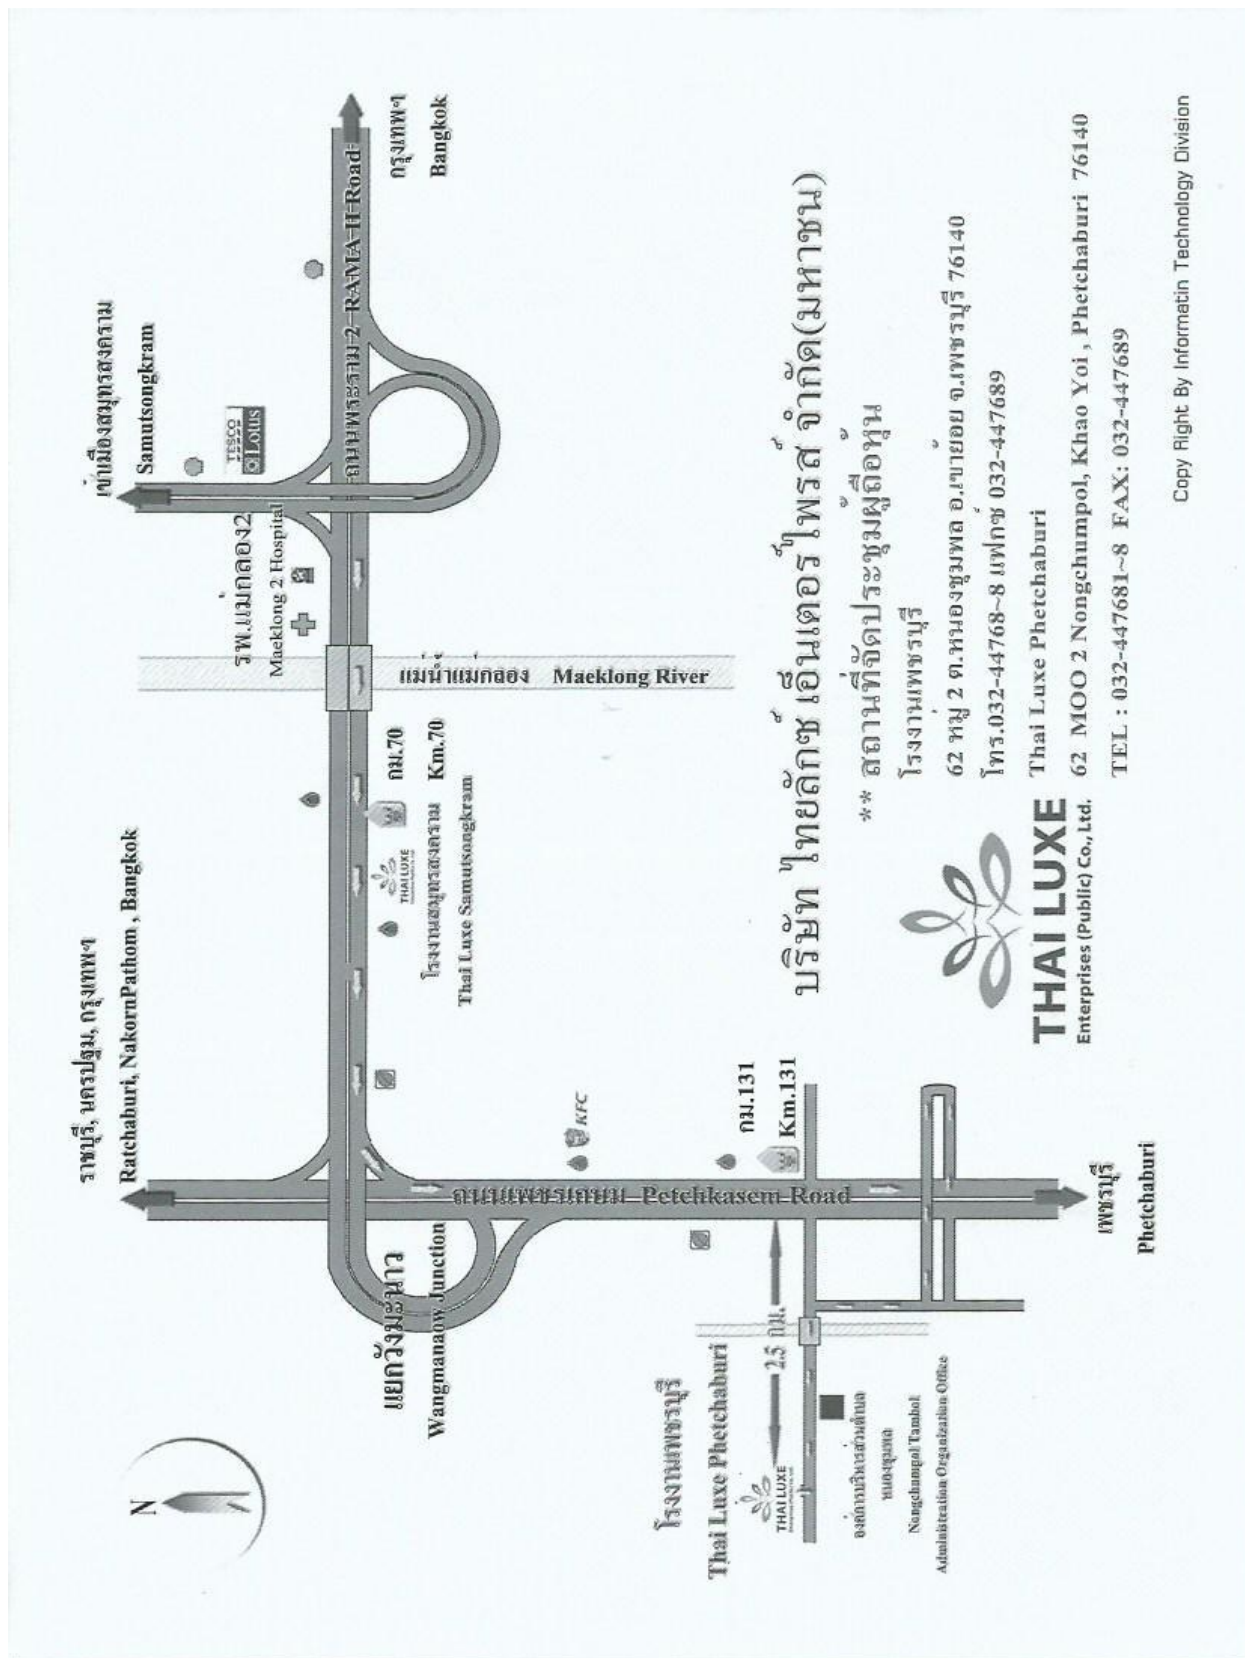 N
ราชบุรี, นครปฐม, กรุงเทพฯ
Ratchaburi, NakornPathom , Bangkok
เข้าเมืองสมุทรสงคราม
Samutsongkram
TESCO
Lotus
รพ.แม่กลอง2
Maeklong 2 Hospital
ถนนพระราม 2 RAMA II Road
กรุงเทพฯ
Bangkok
แยกวังมะนาว
Wangmanaow Junction
กม.70
Km.70
THAI LUXE
โรงงานสมุทรสงคราม
Thai Luxe Samutsongkram
แม่น้ำแม่กลอง Maeklong River
KFC
ถนนเพชรเกษม Petchkasem Road
กม.131
Km.131
โรงงานเพชรบุรี
Thai Luxe Phetchaburi
2.5 กม.
THAI LUXE
องค์การบริหารส่วนตำบล
หนองชุมพล
Nongchumpol Tambol
Administration Organization Office
เพชรบุรี
Phetchaburi
บริษัท ไทยลักซ์ เอ็นเตอร์ไพรส์ จำกัด(มหาชน)
** สถานที่จัดประชุมผู้ถือหุ้น
โรงงานเพชรบุรี
62 หมู่ 2 ต.หนองชุมพล อ.เขาย้อย จ.เพชรบุรี 76140
โทร.032-44768~8 แฟกซ์ 032-447689
Thai Luxe Phetchaburi
62 MOO 2 Nongchumpol, Khao Yoi , Phetchaburi 76140
TEL : 032-447681~8 FAX: 032-447689
THAI LUXE
Enterprises (Public) Co., Ltd.
Copy Right By Informatin Technology Division